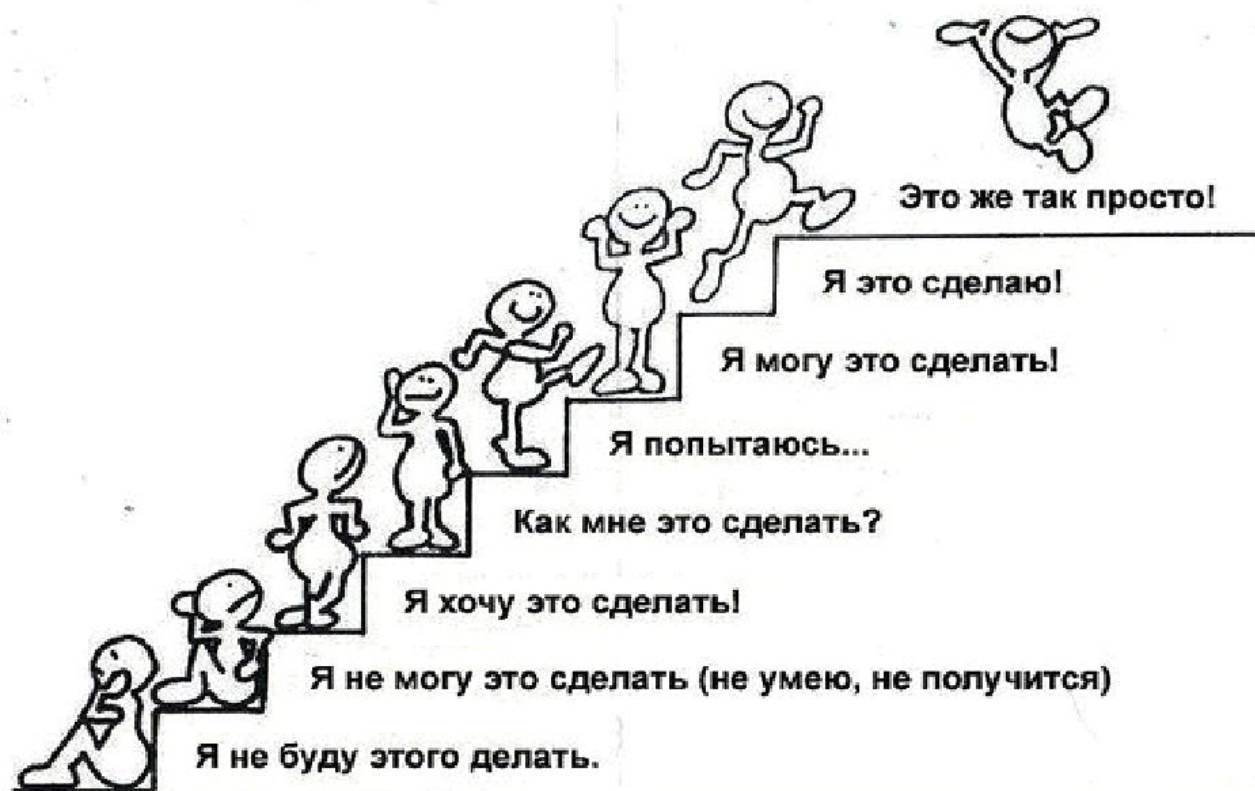 Это же так просто!
Я это сделаю!
Я могу это сделать!
Я попытаюсь...
Как мне это сделать?
Я хочу это сделать!
Я не могу это сделать (не умею, не получится)
Я не буду этого делать.